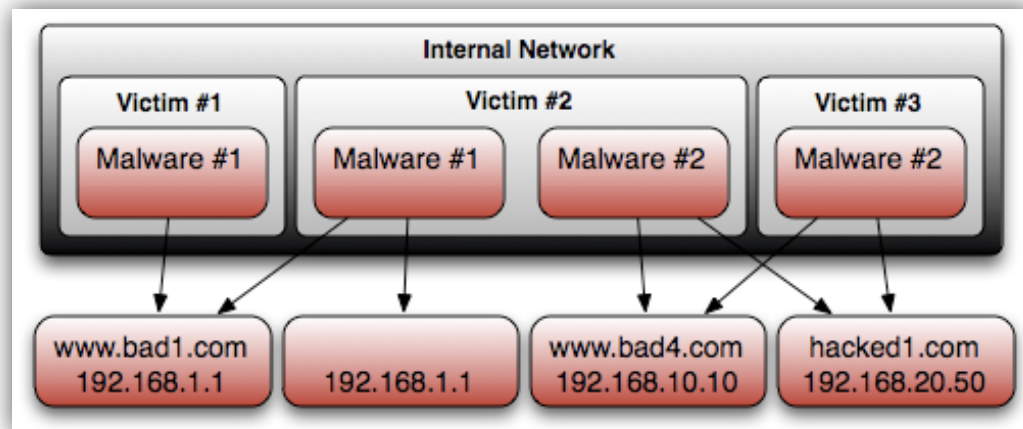 Internal Network
Victim #1
Victim #2
Victim #3
Malware #1
Malware #1
Malware #2
Malware #2
www.bad1.com
192.168.1.1
192.168.1.1
www.bad4.com
192.168.10.10
hacked1.com
192.168.20.50